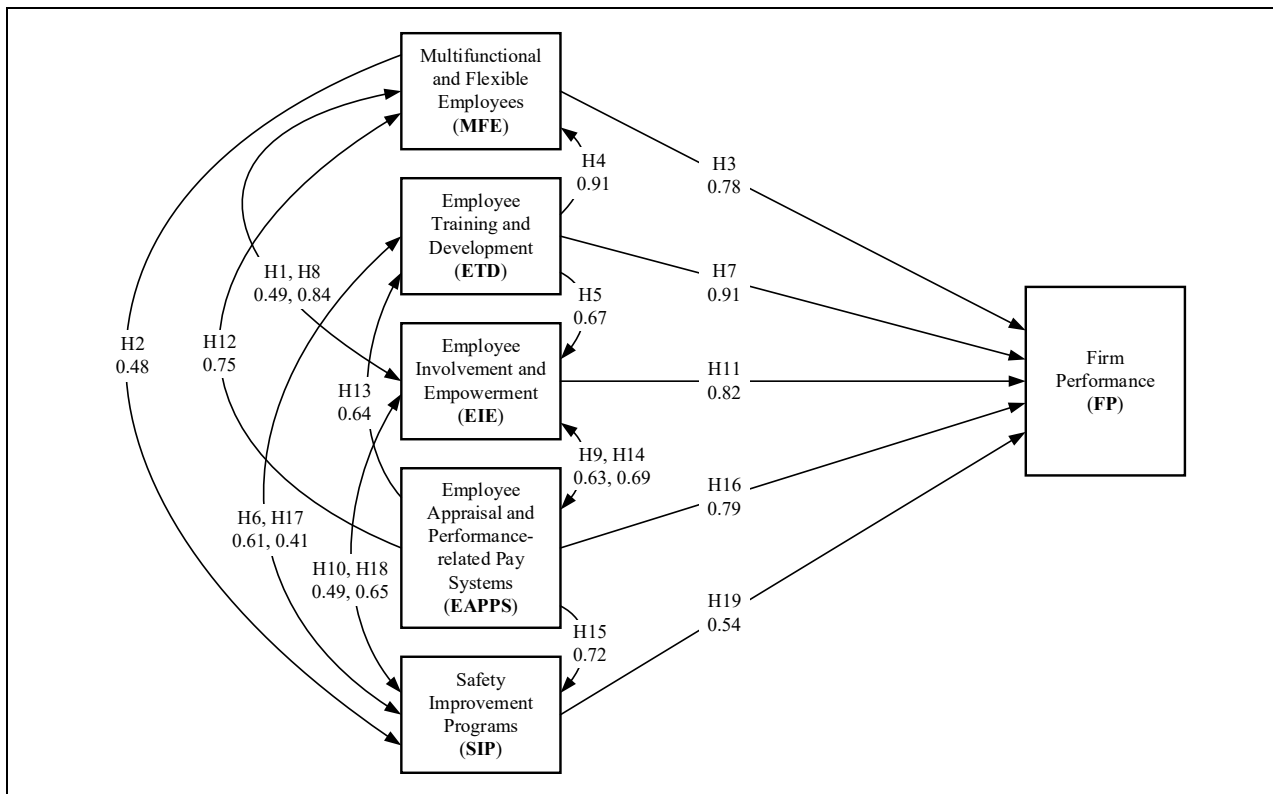 Multifunctional
and Flexible
Employees
(MFE)
H4
0.91
H3
0.78
Employee
Training and
Development
(ETD)
H1, H8
0.49, 0.84
H7
0.91
H5
0.67
H2
0.48
H12
0.75
Employee
Involvement and
Empowerment
(EIE)
H13
0.64
H11
0.82
Firm
Performance
(FP)
H9, H14
0.63, 0.69
Employee
Appraisal and
Performance-
related Pay
Systems
(EAPPS)
H16
0.79
H6, H17
0.61, 0.41
H10, H18
0.49, 0.65
H15
0.72
H19
0.54
Safety
Improvement
Programs
(SIP)